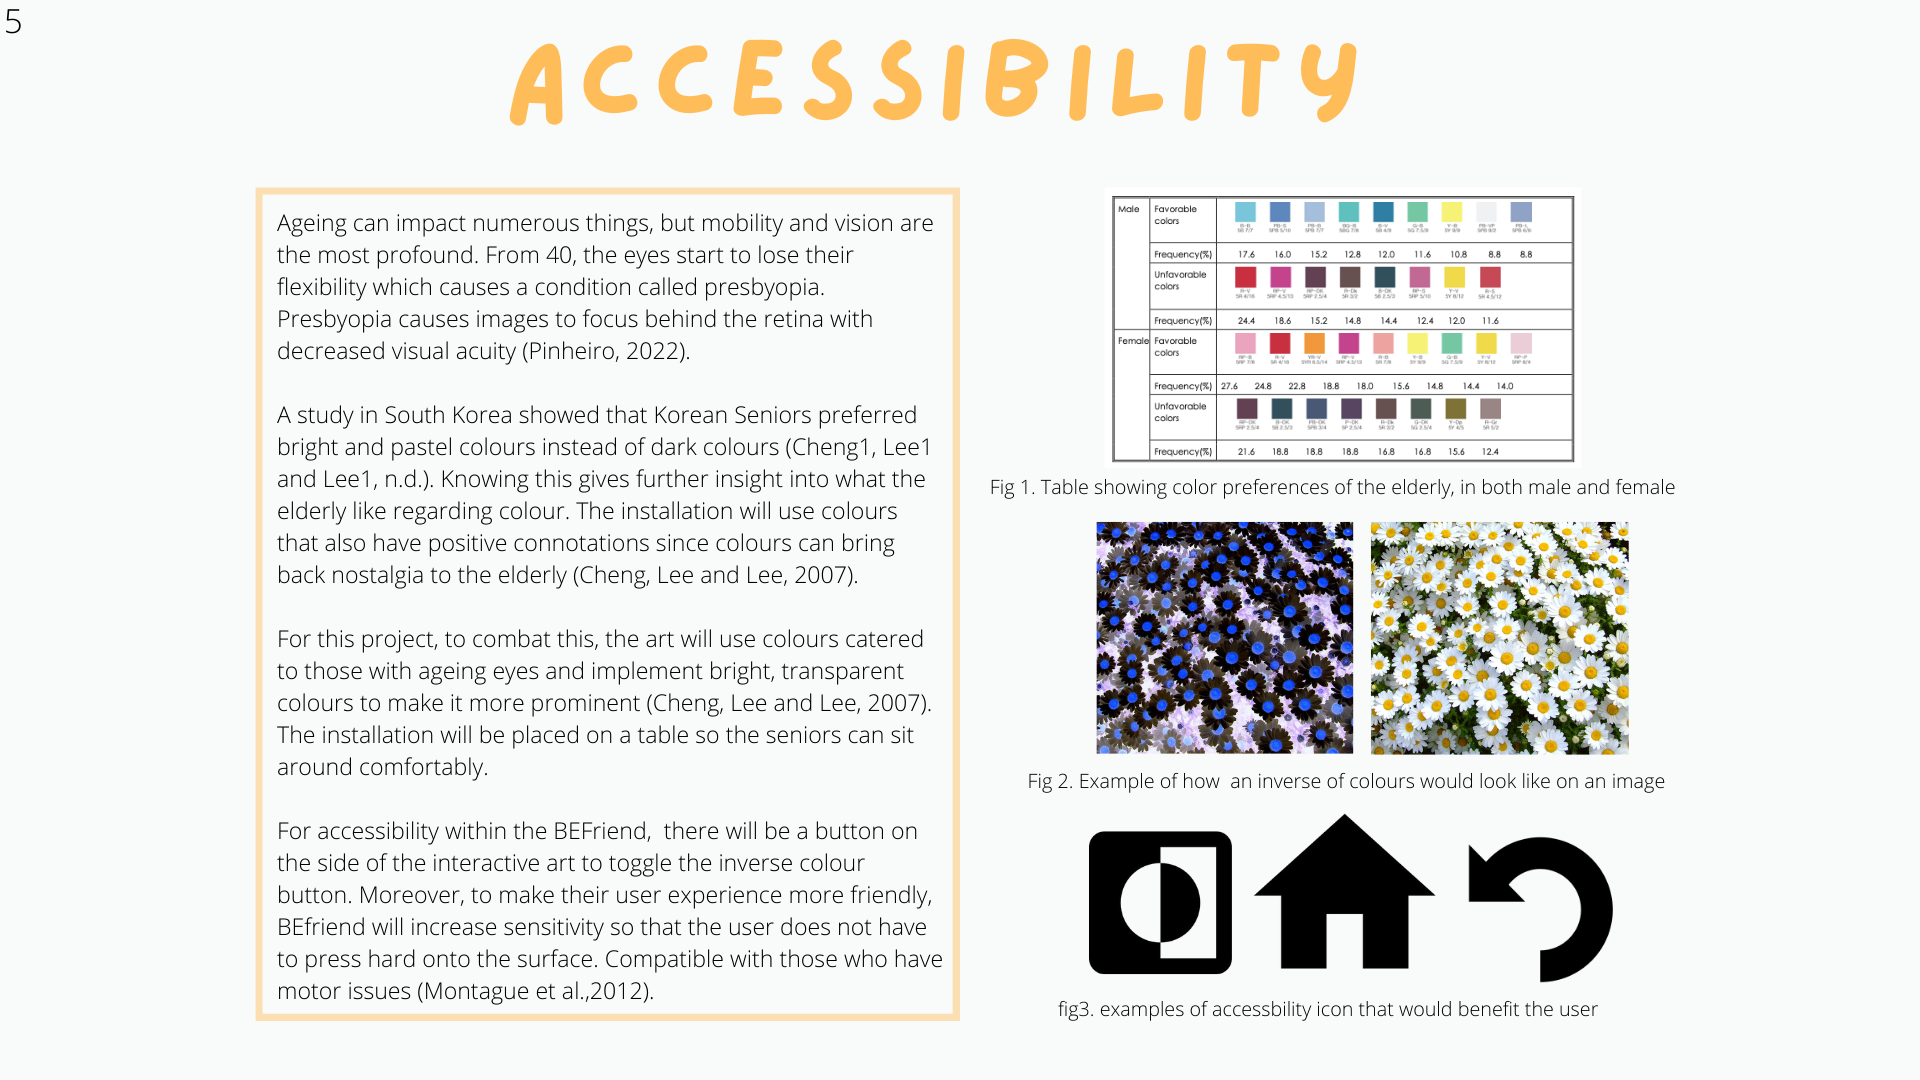 5
ACCESSIBILITY
Ageing can impact numerous things, but mobility and vision are
the most profound. From 40, the eyes start to lose their
flexibility which causes a condition called presbyopia.
Presbyopia causes images to focus behind the retina with
decreased visual acuity (Pinheiro, 2022).
A study in South Korea showed that Korean Seniors preferred
bright and pastel colours instead of dark colours (Cheng1, Lee1
and Lee1, n.d.). Knowing this gives further insight into what the
elderly like regarding colour. The installation will use colours
that also have positive connotations since colours can bring
back nostalgia to the elderly (Cheng, Lee and Lee, 2007).
For this project, to combat this, the art will use colours catered
to those with ageing eyes and implement bright, transparent
colours to make it more prominent (Cheng, Lee and Lee, 2007).
The installation will be placed on a table so the seniors can sit
around comfortably.
For accessibility within the BEFriend,  there will be a button on
the side of the interactive art to toggle the inverse colour
button. Moreover, to make their user experience more friendly,
BEfriend will increase sensitivity so that the user does not have
to press hard onto the surface. Compatible with those who have
motor issues (Montague et al.,2012).
Male Favorable
colors
Frequency(%) 17.6 16.0 15.2 12.8 12.0 11.6 10.8 8.8 8.8
Unfavorable
colors
Frequency(%) 24.4 18.6 15.2 14.8 14.4 12.4 12.0 11.6
Female Favorable
colors
Frequency(%) 27.6 24.8 22.8 18.8 18.0 15.6 14.8 14.4 14.0
Unfavorable
colors
Frequency(%) 21.6 18.8 18.8 18.8 16.8 16.8 15.6 12.4
Fig 1. Table showing color preferences of the elderly, in both male and female
Fig 2. Example of how  an inverse of colours would look like on an image
fig3. examples of accessbility icon that would benefit the user